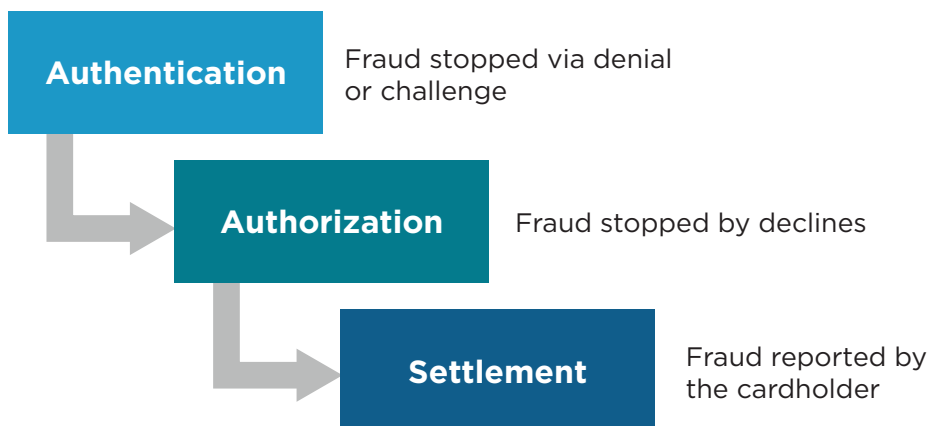 Authentication
Fraud stopped via denial
or challenge
Authorization
Fraud stopped by declines
Settlement
Fraud reported by
the cardholder